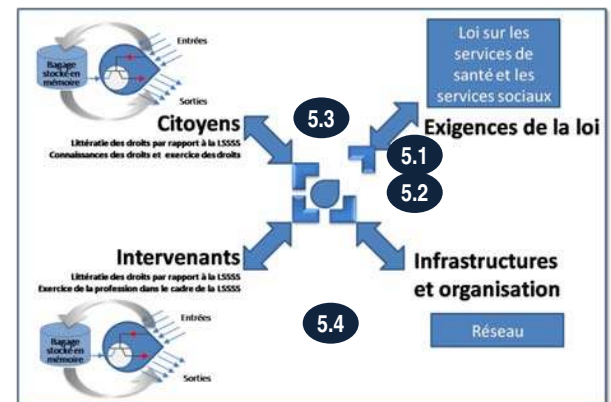 Entrées
Bagage
stocké en
mémoire
Sorties
Citoyens
Littératie des droits par rapport à la LSSSS
Connaissances des droits et exercice des droits
5.3
Loi sur les
services de
santé et les
services sociaux
Exigences de la loi
5.1
5.2
Intervenants
Littératie des droits par rapport à la LSSSS
Exercice de la profession dans le cadre de la LSSSS
Infrastructures
et organisation
Entrées
Bagage
stocké en
mémoire
Sorties
5.4
Réseau